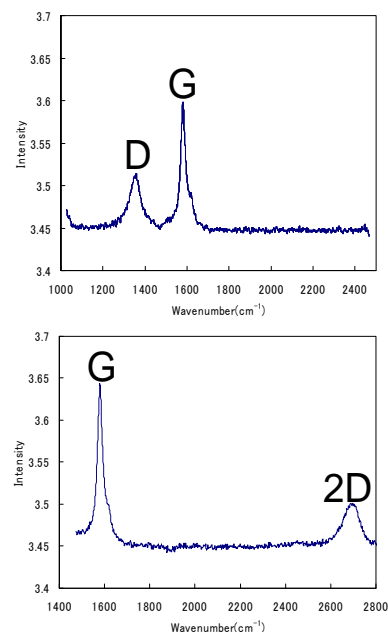 3.7
3.65
3.6
3.55
3.5
3.45
3.4
Intensity
D
G
1000 1400 1600 1800 2000 2200 2400
Wavenumber(cm⁻¹)
3.7
3.65
3.6
3.55
3.5
3.45
3.4
Intensity
G
2D
1400 1600 1800 2000 2200 2400 2600 2800
Wavenumber(cm⁻¹)